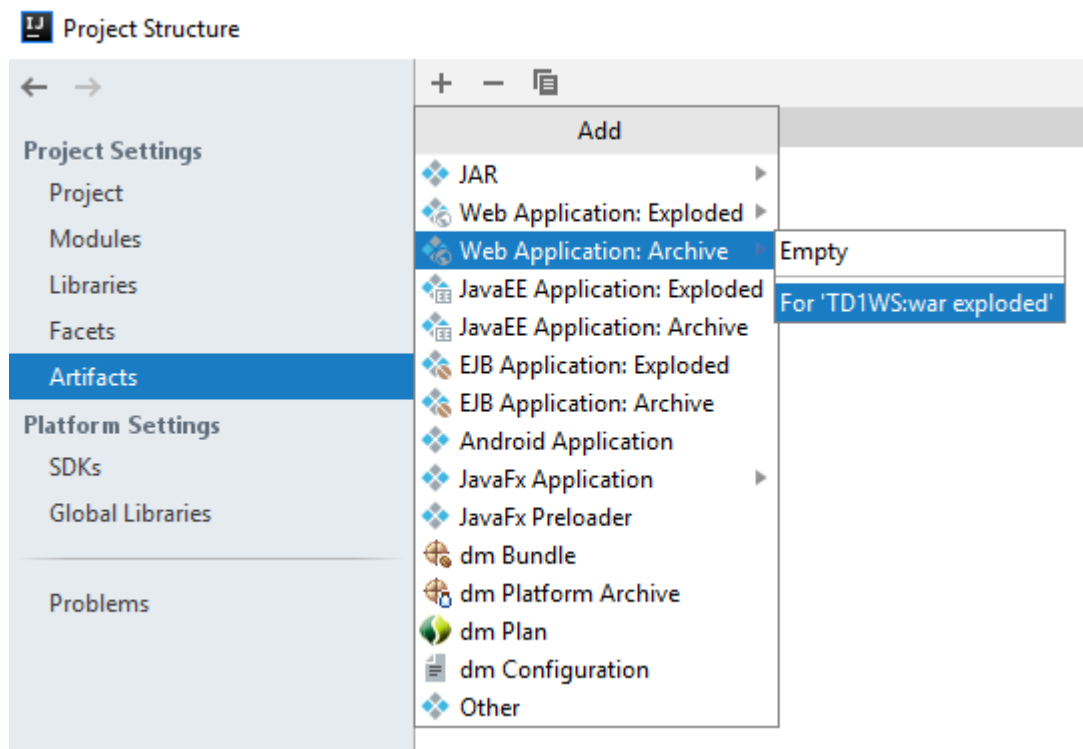 IJ
Project Structure
Project Settings
Project
Modules
Libraries
Facets
Artifacts
Platform Settings
SDKs
Global Libraries
Problems
Add
JAR
Web Application: Exploded
Web Application: Archive
JavaEE Application: Exploded
JavaEE Application: Archive
EJB Application: Exploded
EJB Application: Archive
Android Application
JavaFx Application
JavaFx Preloader
dm Bundle
dm Platform Archive
dm Plan
dm Configuration
Other
Empty
For 'TD1WS:war exploded'